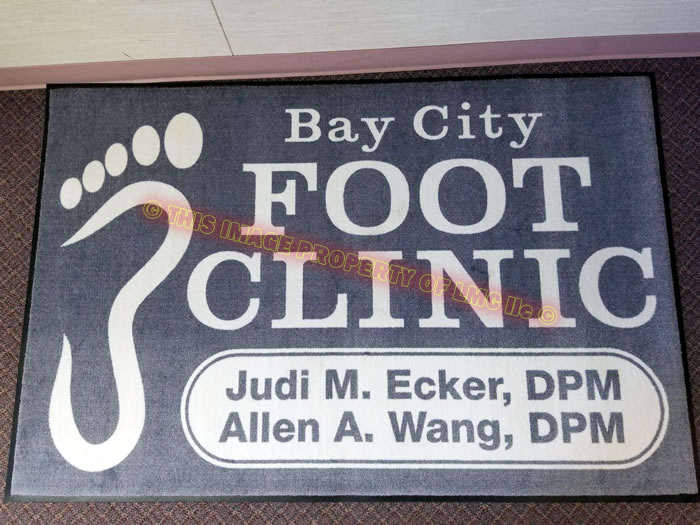 Bay City
FOOT
CLINIC
© THIS IMAGE PROPERTY OF LMC llc ©
Judi M. Ecker, DPM
Allen A. Wang, DPM